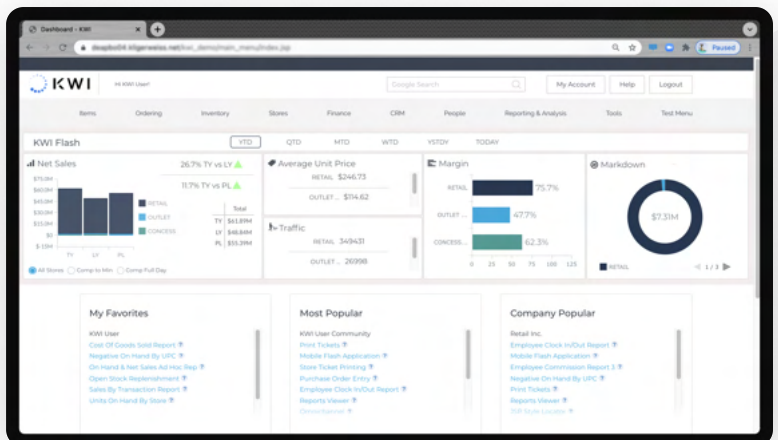 Dashboard - KWI
Paused
KWI
Hi KWI User!
Google Search
My Account
Help
Logout
Items
Ordering
Inventory
Stores
Finance
CRM
People
Reporting & Analysis
Tools
Test Menu
KWI Flash
YTD
QTD
MTD
WTD
YSTDY
TODAY
Net Sales
26.7% TY vs LY
11.7% TY vs PL
$75.0M
$60.0M
$45.0M
$30.0M
$15.0M
$0
$-15M
TY
LY
PL
RETAIL
OUTLET
CONCESS
Total
TY $61.89M
LY $48.84M
PL $55.39M
All Stores
Comp to Min
Comp Full Day
Average Unit Price
RETAIL $246.73
OUTLET ... $114.62
Traffic
RETAIL 349431
OUTLET ... 26998
Margin
RETAIL 75.7%
OUTLET ... 47.7%
CONCESS... 62.3%
0 25 50 75 100 125
Markdown
$7.31M
RETAIL
1 / 3
My Favorites
KWI User
Cost Of Goods Sold Report ?
Negative On Hand By UPC ?
On Hand & Net Sales Ad Hoc Rep ?
Open Stock Replenishment ?
Sales By Transaction Report ?
Units On Hand By Store ?
Most Popular
KWI User Community
Print Tickets ?
Mobile Flash Application ?
Store Ticket Printing ?
Purchase Order Entry ?
Employee Clock In/Out Report ?
Reports Viewer ?
Omnichannel ?
Company Popular
Retail Inc.
Employee Clock In/Out Report ?
Mobile Flash Application ?
Employee Commission Report 3 ?
Negative On Hand By UPC ?
Print Tickets ?
Reports Viewer ?
Style Locator ?